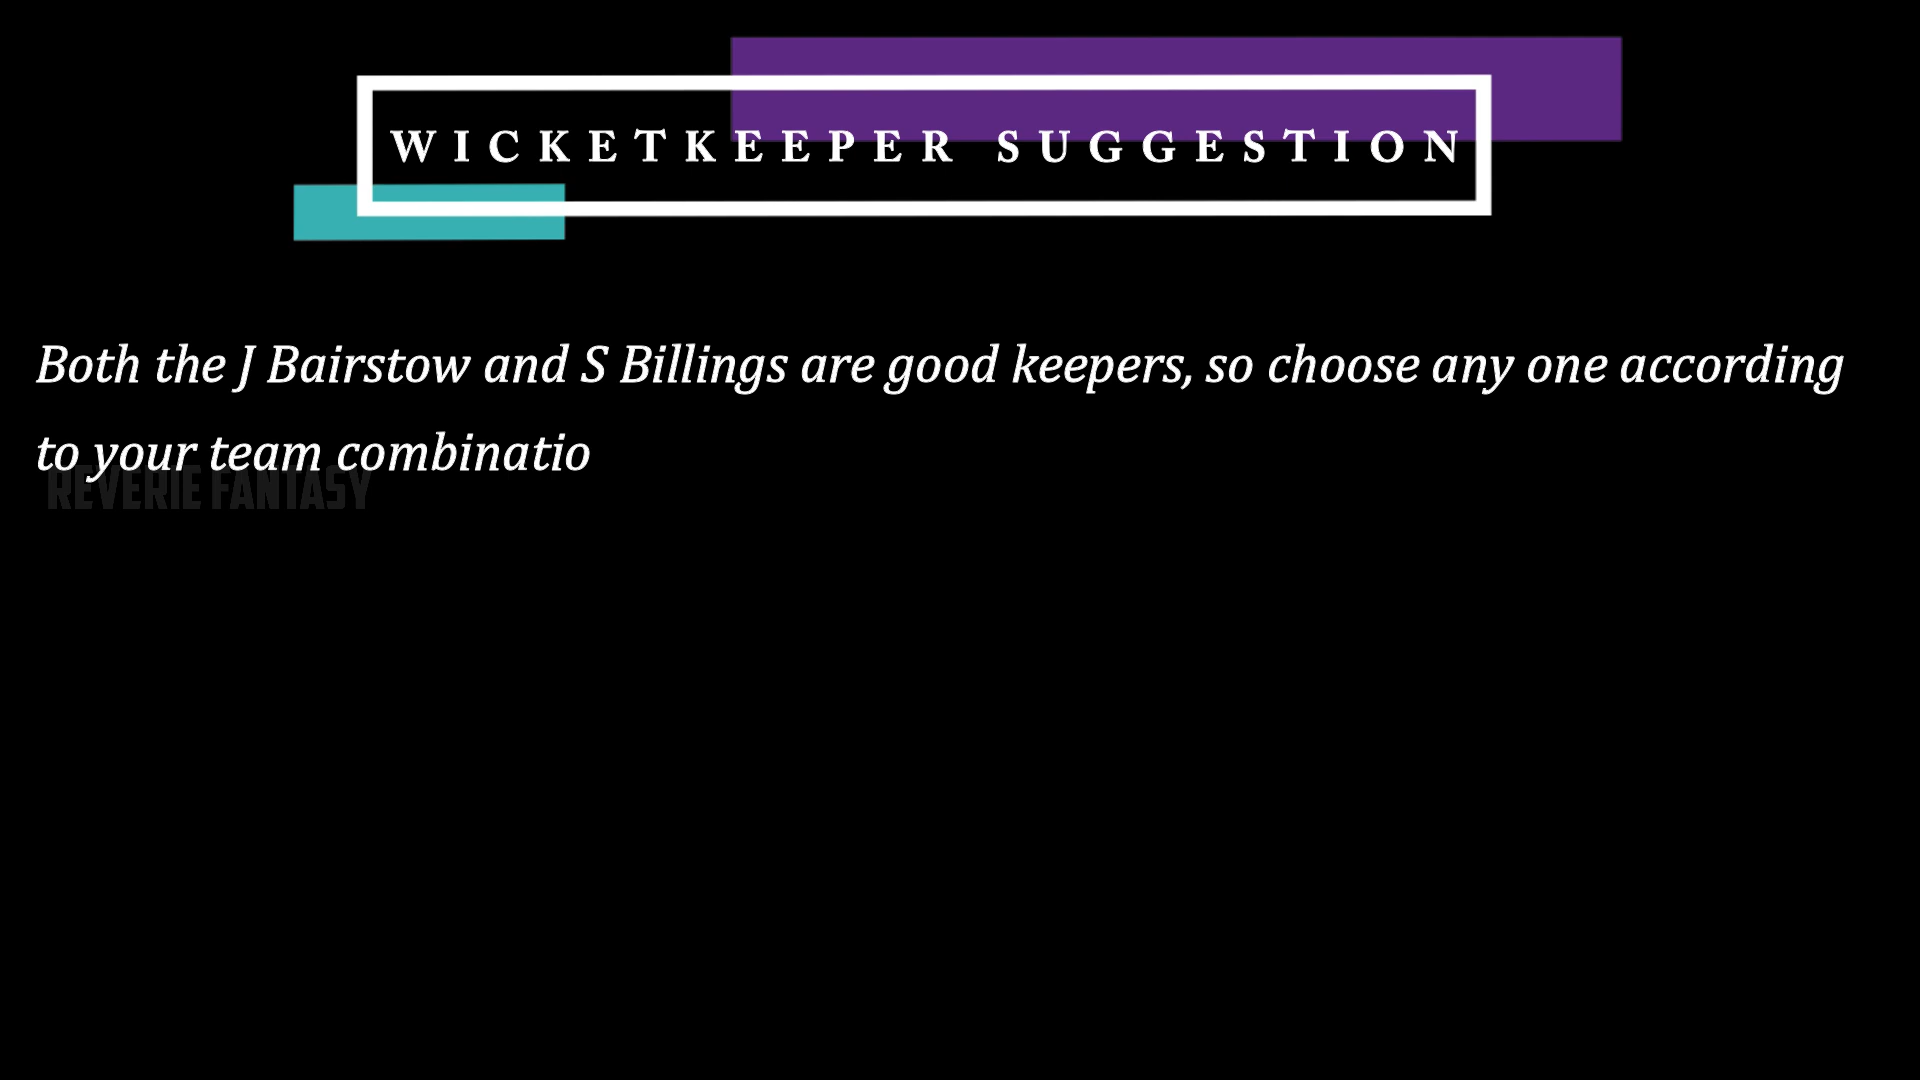 WICKETKEEPER SUGGESTION
Both the J Bairstow and S Billings are good keepers, so choose any one according
to your team combinatio
REVERIE FANTASY